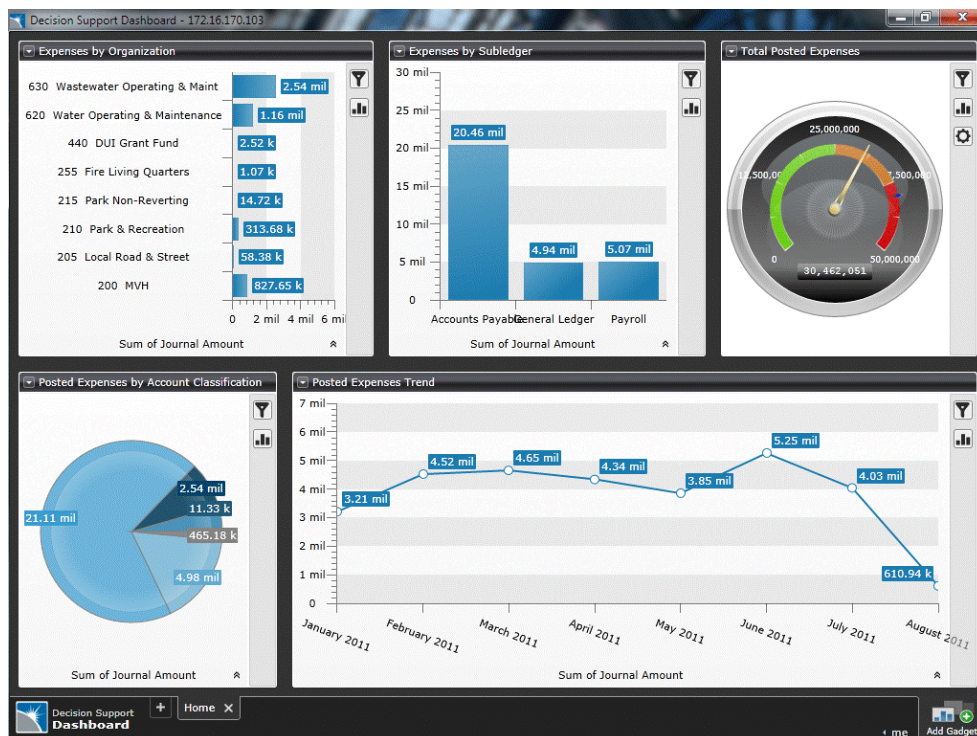 Decision Support Dashboard - 172.16.170.103
Expenses by Organization
630 Wastewater Operating & Maint
2.54 mil
620 Water Operating & Maintenance
1.16 mil
440 DUI Grant Fund
2.52 k
255 Fire Living Quarters
1.07 k
215 Park Non-Reverting
14.72 k
210 Park & Recreation
313.68 k
205 Local Road & Street
58.38 k
200 MVH
827.65 k
0 2 mil 4 mil 6 mil
Sum of Journal Amount
Expenses by Subledger
30 mil
25 mil
20 mil
15 mil
10 mil
5 mil
0
20.46 mil
4.94 mil
5.07 mil
Accounts Payable General Ledger Payroll
Sum of Journal Amount
Total Posted Expenses
25,000,000
12,500,000
7,500,000
0
50,000,000
30,462,051
Posted Expenses by Account Classification
2.54 mil
11.33 k
21.11 mil
465.18 k
4.98 mil
Sum of Journal Amount
Posted Expenses Trend
7 mil
6 mil
5 mil
4 mil
3 mil
2 mil
1 mil
0
3.21 mil
4.52 mil
4.65 mil
4.34 mil
3.85 mil
5.25 mil
4.03 mil
610.94 k
January 2011
February 2011
March 2011
April 2011
May 2011
June 2011
July 2011
August 2011
Sum of Journal Amount
Decision Support
Dashboard
+
Home X
me
Add Gadget